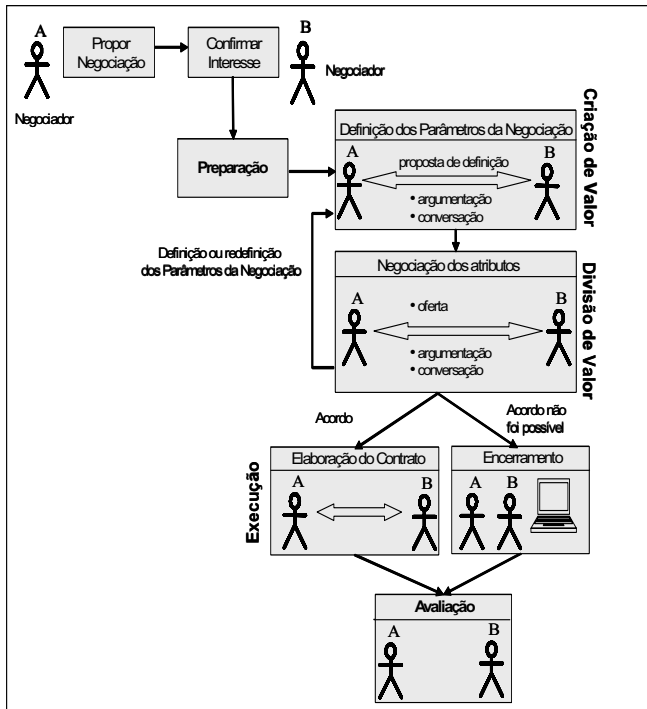 A
Propor
Negociação
Negociador
Confirmar
Interesse
B
Negociador
Preparação
Criação de Valor
Definição dos Parâmetros da Negociação
A
B
proposta de definição
• argumentação
• conversação
Definição ou redefinição
dos Parâmetros da Negociação
Divisão de Valor
Negociação dos atributos
A
B
• oferta
• argumentação
• conversação
Acordo
Acordo não
foi possível
Execução
Elaboração do Contrato
A
B
Encerramento
A
B
Avaliação
A
B